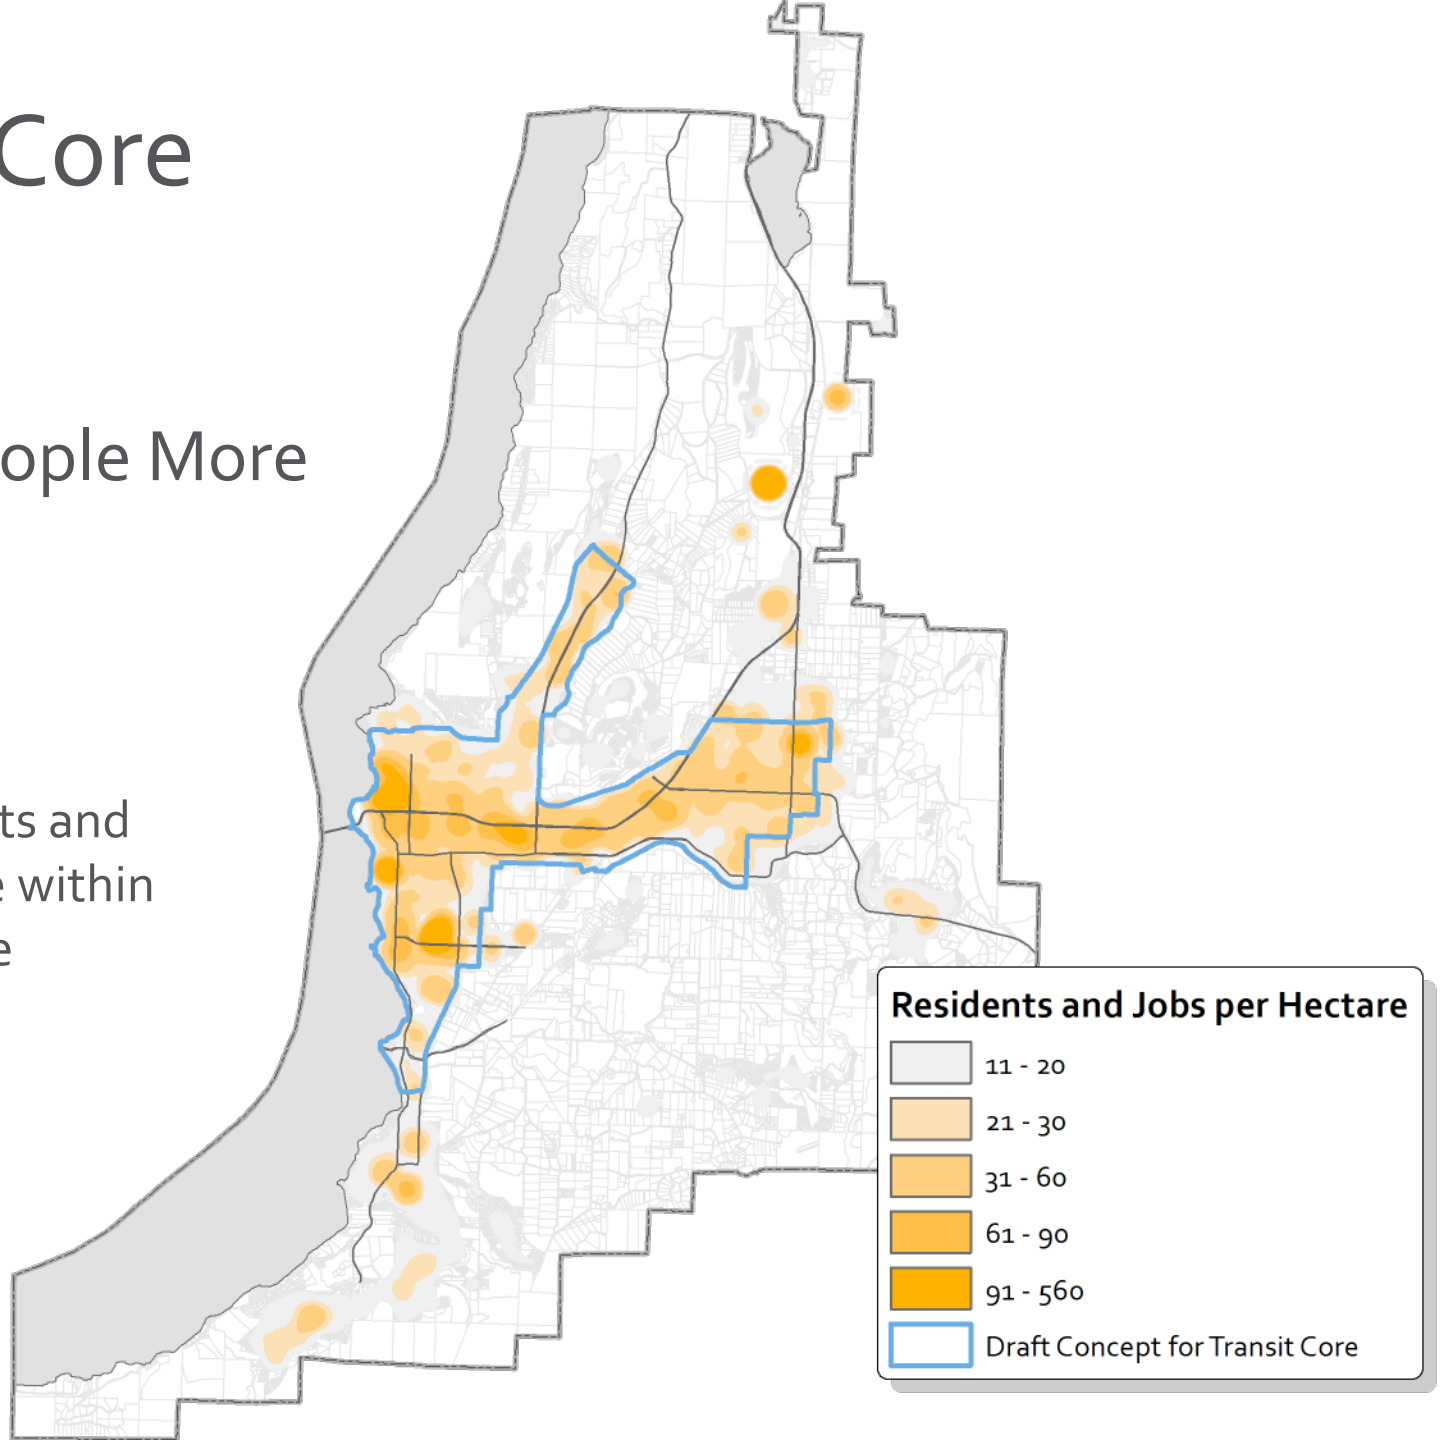 Core
ople More
ts and
e within
e
Residents and Jobs per Hectare
11 - 20
21 - 30
31 - 60
61 - 90
91 - 560
Draft Concept for Transit Core